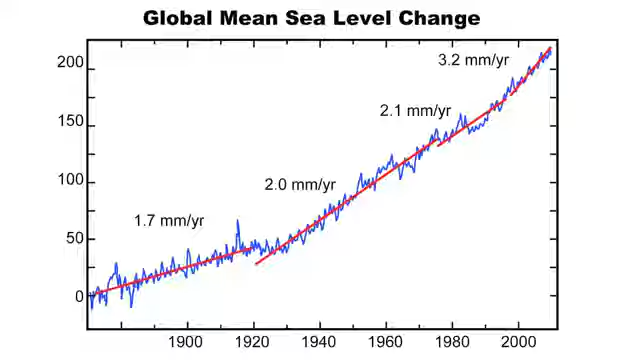 Global Mean Sea Level Change
200
3.2 mm/yr
2.1 mm/yr
150
2.0 mm/yr
100
1.7 mm/yr
50
0
1900 1920 1940 1960 1980 2000